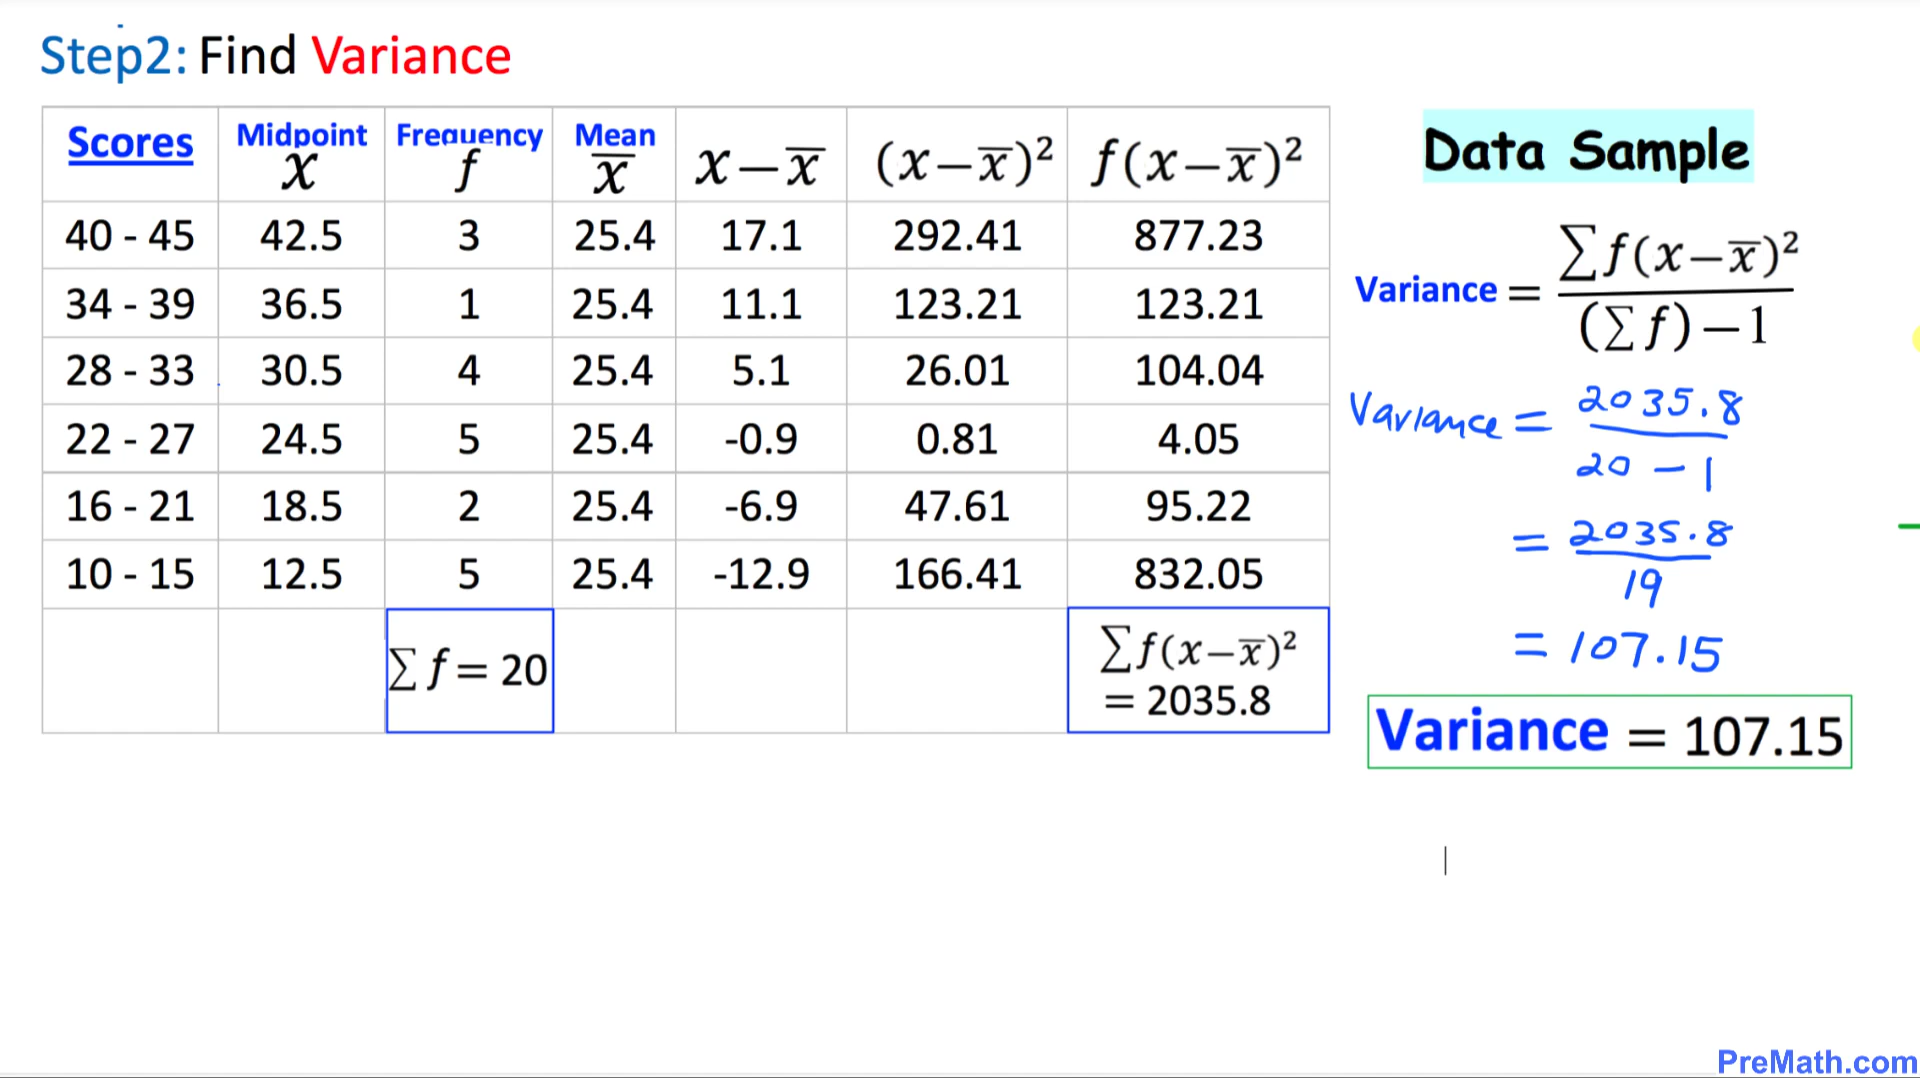 Step2: Find Variance
Scores Midpoint x Frequency f Mean x̅ x−x̅ (x−x̅)² f(x−x̅)²
40 - 45 42.5 3 25.4 17.1 292.41 877.23
34 - 39 36.5 1 25.4 11.1 123.21 123.21
28 - 33 30.5 4 25.4 5.1 26.01 104.04
22 - 27 24.5 5 25.4 -0.9 0.81 4.05
16 - 21 18.5 2 25.4 -6.9 47.61 95.22
10 - 15 12.5 5 25.4 -12.9 166.41 832.05
∑f = 20 ∑f(x−x̅)² = 2035.8
Data Sample
Variance = ∑f(x−x̅)² / (∑f)−1
Variance = 2035.8 / 20 − 1
= 2035.8 / 19
= 107.15
Variance = 107.15
PreMath.com